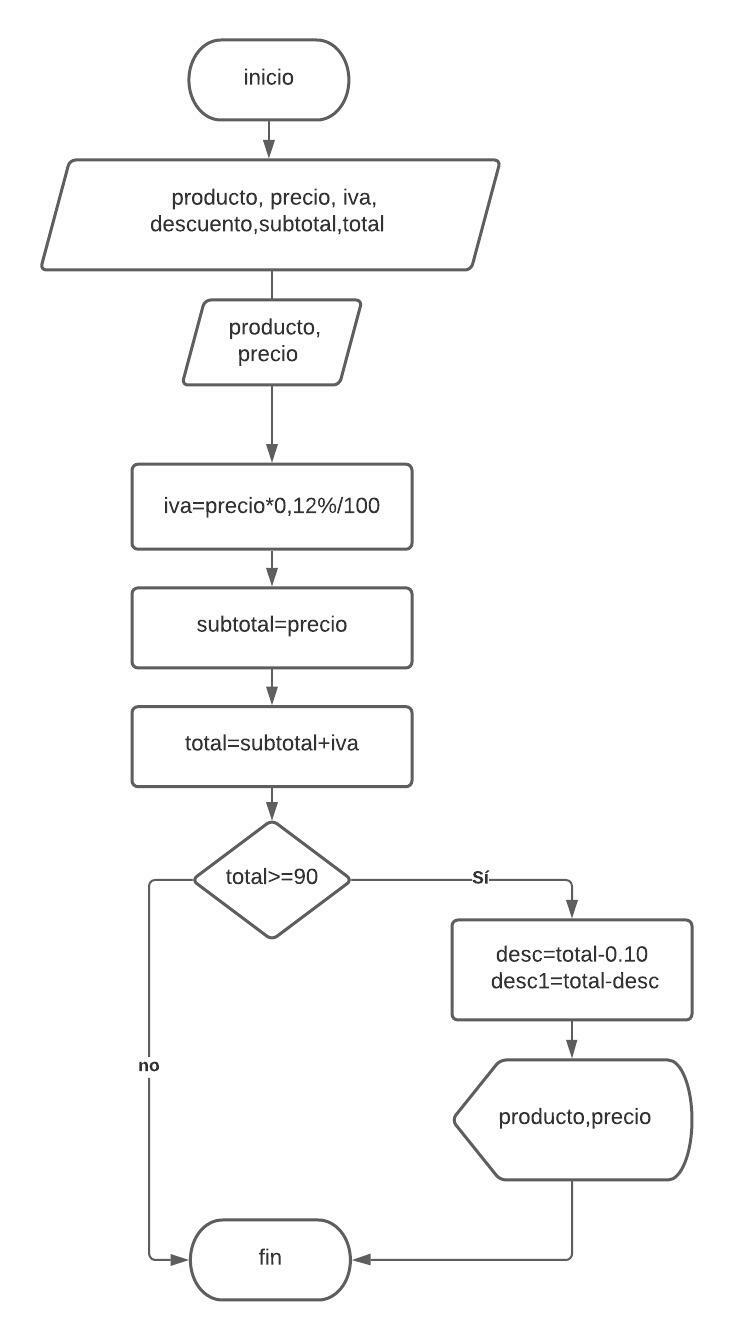 inicio
producto, precio, iva,
descuento,subtotal,total
producto,
precio
iva=precio*0,12%/100
subtotal=precio
total=subtotal+iva
total>=90
Sí
desc=total-0.10
desc1=total-desc
no
producto,precio
fin